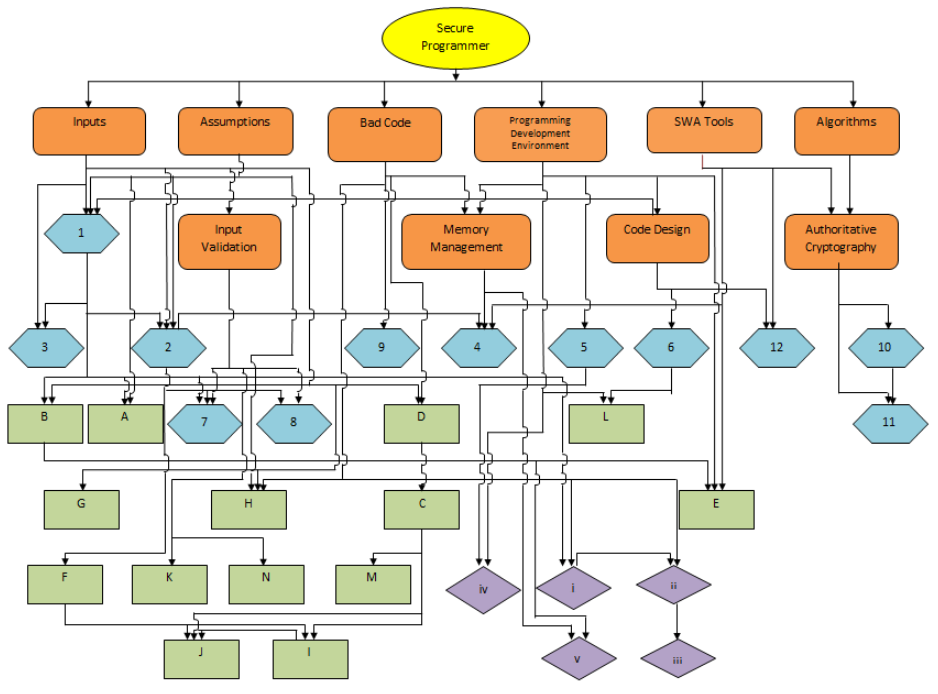 Secure
Programmer
Inputs
Assumptions
Bad Code
Programming
Development
Environment
SWA Tools
Algorithms
1
Input
Validation
Memory
Management
Code Design
Authoritative
Cryptography
3
2
9
4
5
6
12
10
B
A
7
8
D
L
11
G
H
C
E
F
K
N
M
iv
i
ii
J
I
v
iii